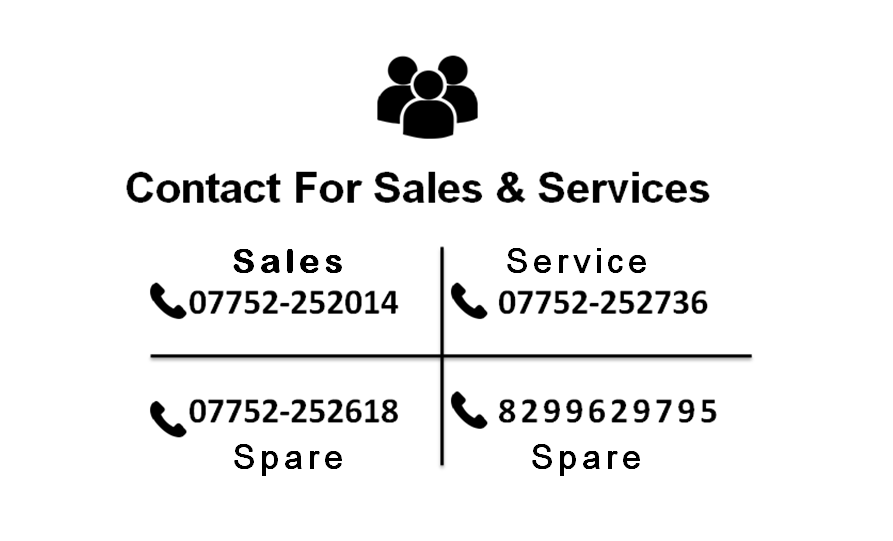 Contact For Sales & Services
Sales
Service
07752-252014
07752-252736
07752-252618
8299629795
Spare
Spare